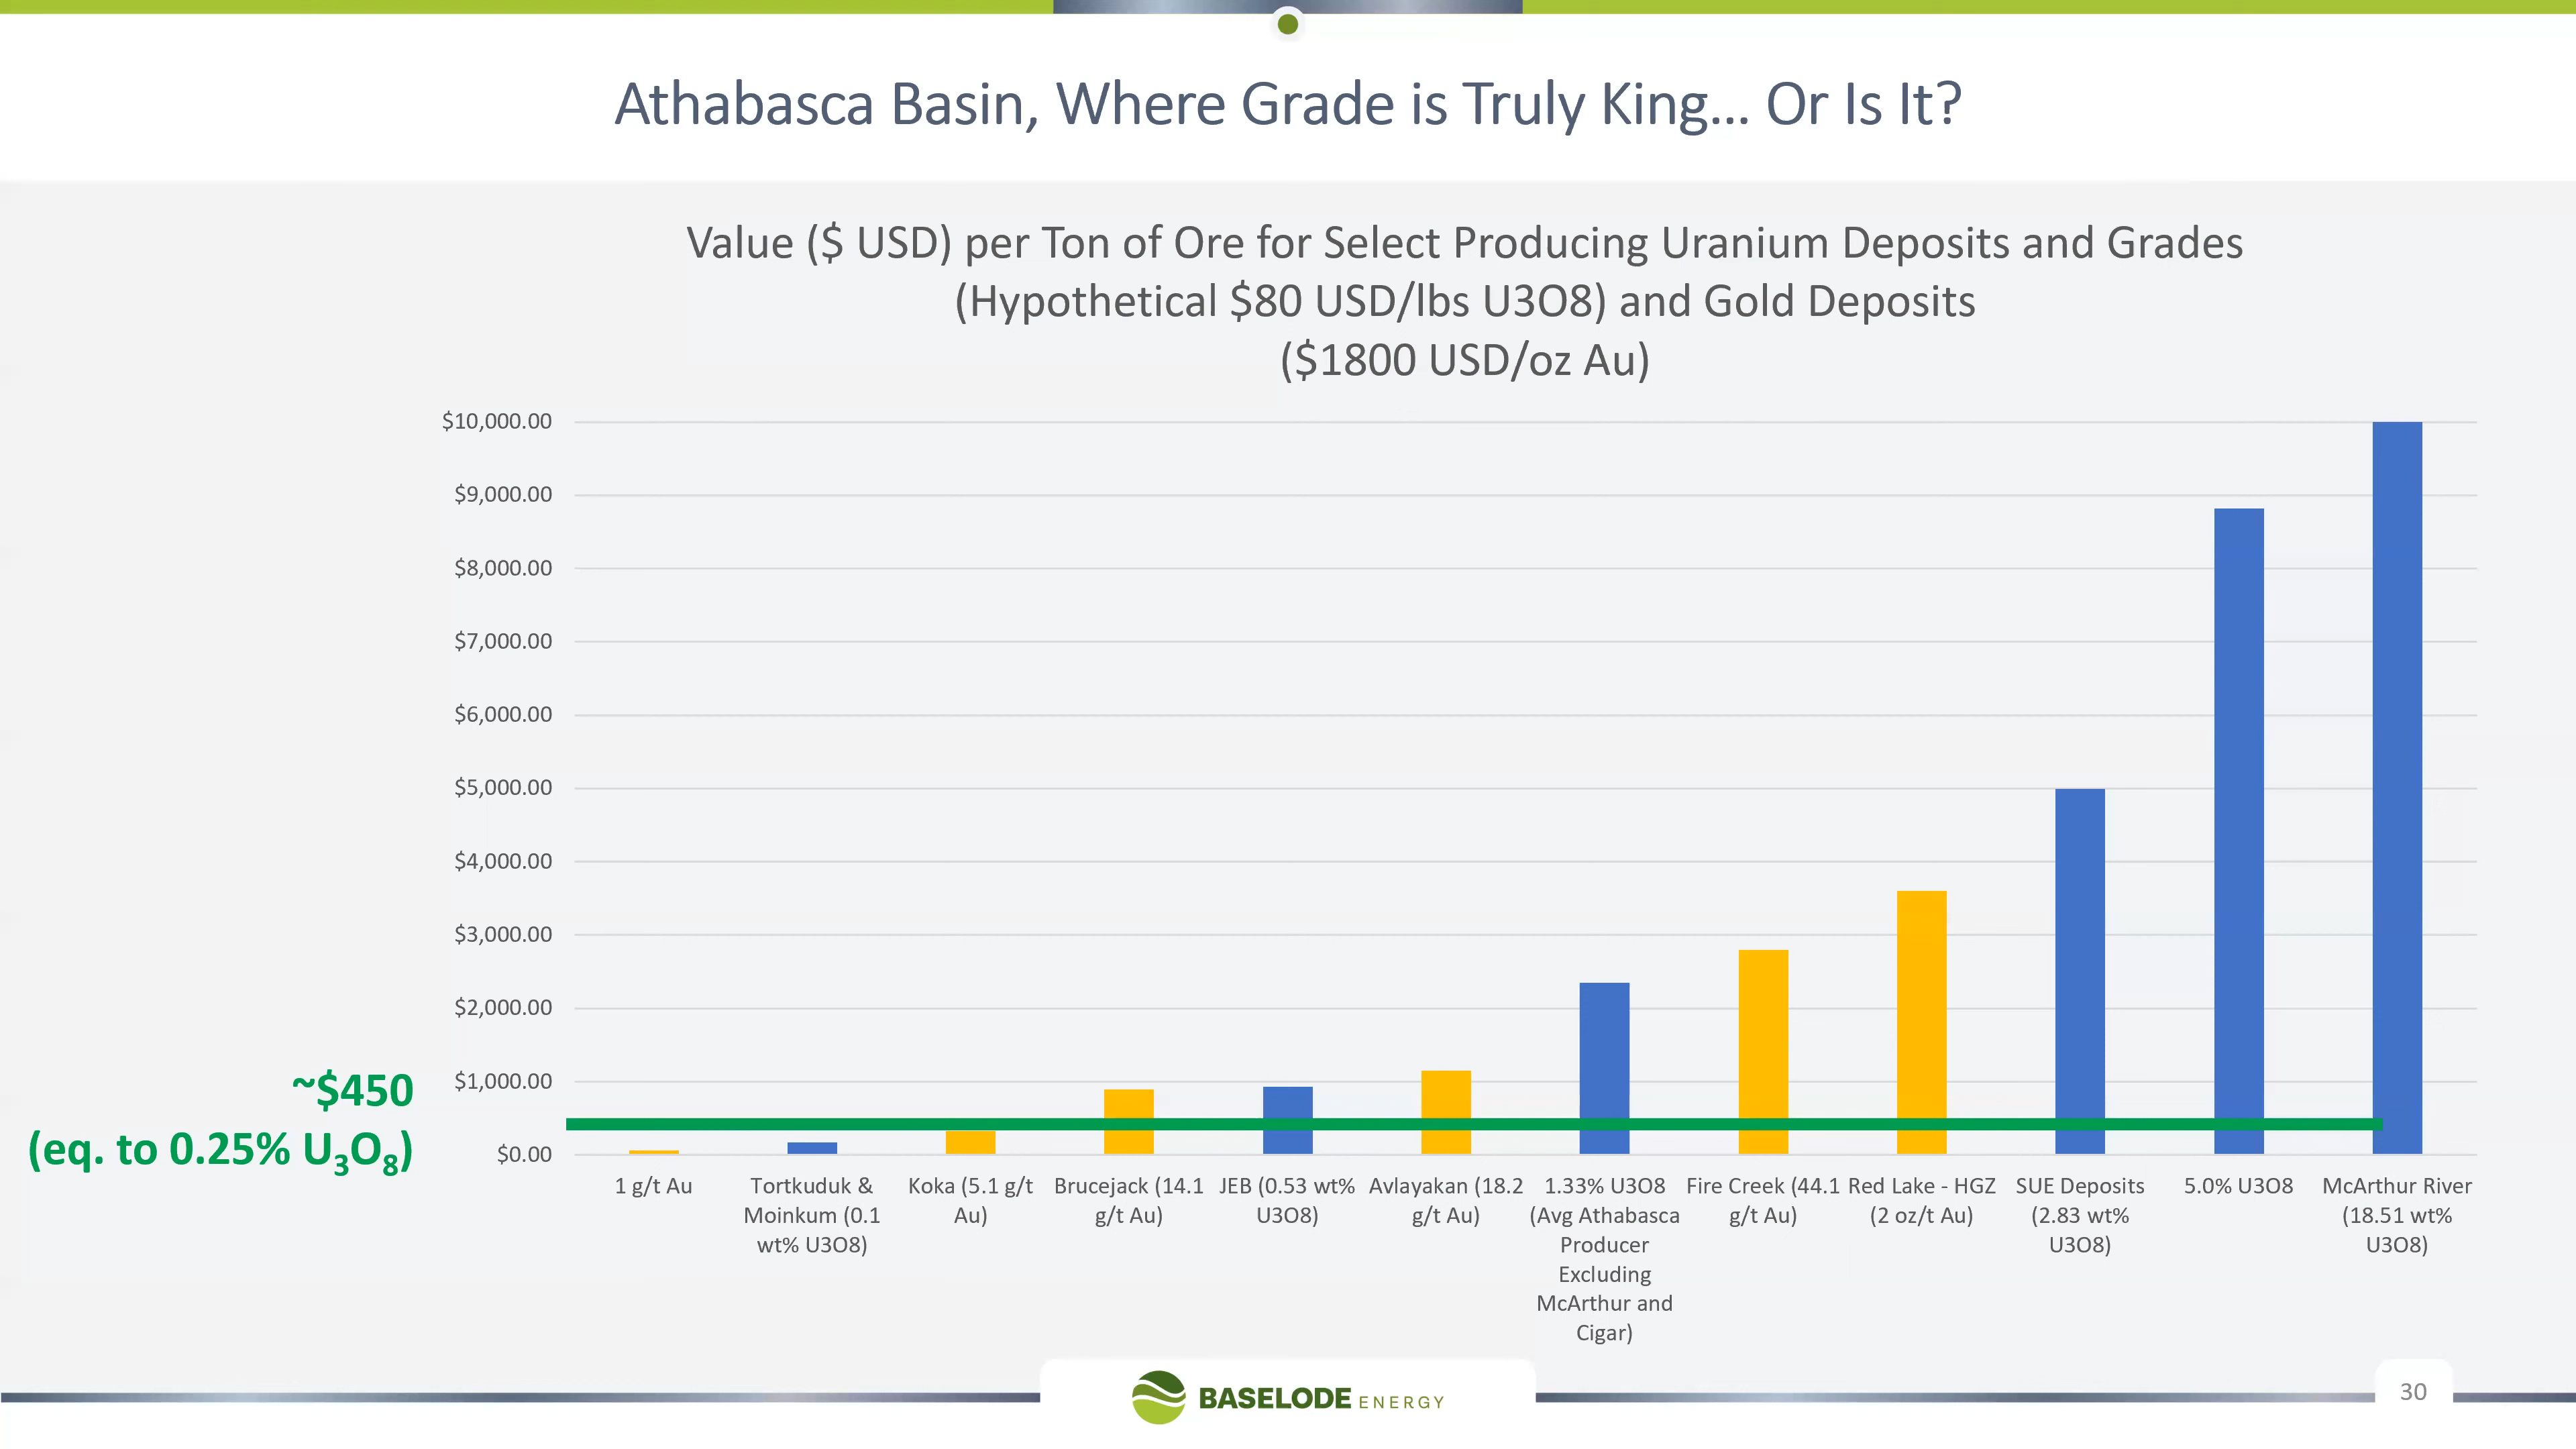 Athabasca Basin, Where Grade is Truly King... Or Is It?
Value ($ USD) per Ton of Ore for Select Producing Uranium Deposits and Grades
(Hypothetical $80 USD/lbs U3O8) and Gold Deposits
($1800 USD/oz Au)
$10,000.00
$9,000.00
$8,000.00
$7,000.00
$6,000.00
$5,000.00
$4,000.00
$3,000.00
$2,000.00
$1,000.00
$0.00
~$450
(eq. to 0.25% U₃O₈)
1 g/t Au
Tortkuduk &
Moinkum (0.1
wt% U3O8)
Koka (5.1 g/t
Au)
Brucejack (14.1
g/t Au)
JEB (0.53 wt%
U3O8)
Avlayakan (18.2
g/t Au)
1.33% U3O8
(Avg Athabasca
Producer
Excluding
McArthur and
Cigar)
Fire Creek (44.1
g/t Au)
Red Lake - HGZ
(2 oz/t Au)
SUE Deposits
(2.83 wt%
U3O8)
5.0% U3O8
McArthur River
(18.51 wt%
U3O8)
BASELODE ENERGY
30